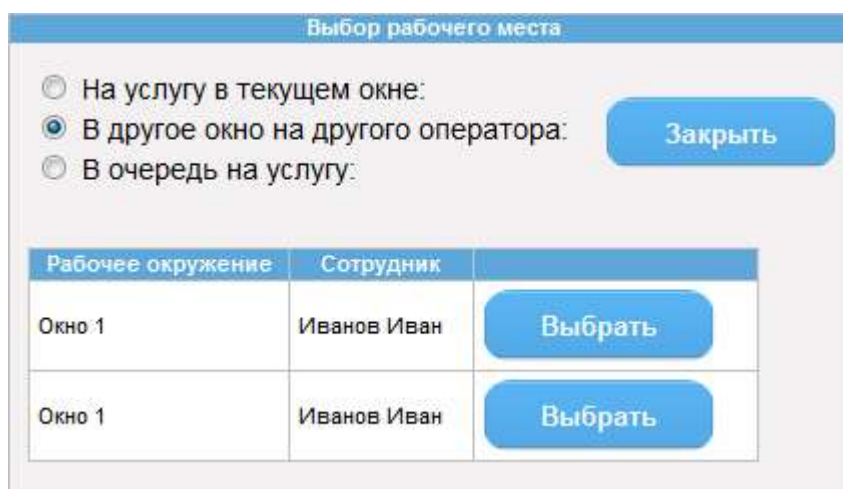 Выбор рабочего места
На услугу в текущем окне:
В другое окно на другого оператора:
Закрыть
В очередь на услугу:
Рабочее окружение Сотрудник
Окно 1 Иванов Иван Выбрать
Окно 1 Иванов Иван Выбрать